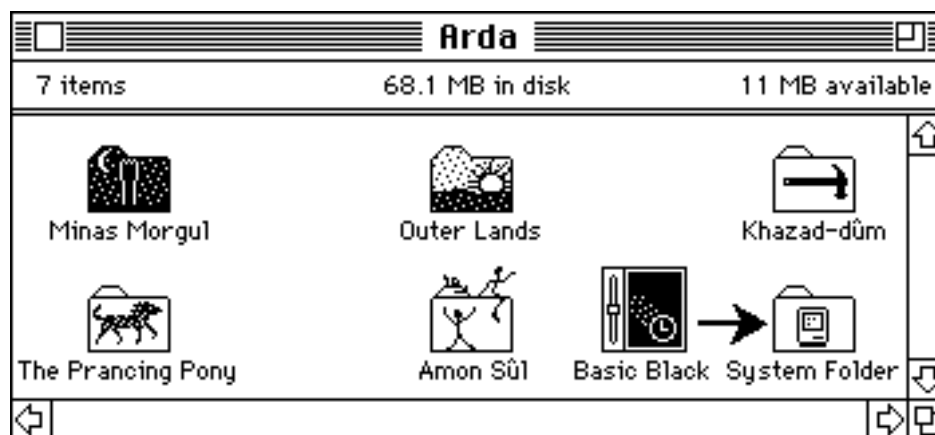 Arda
7 items 68.1 MB in disk 11 MB available
Minas Morgul Outer Lands Khazad-dûm
The Prancing Pony Amon Sûl Basic Black System Folder